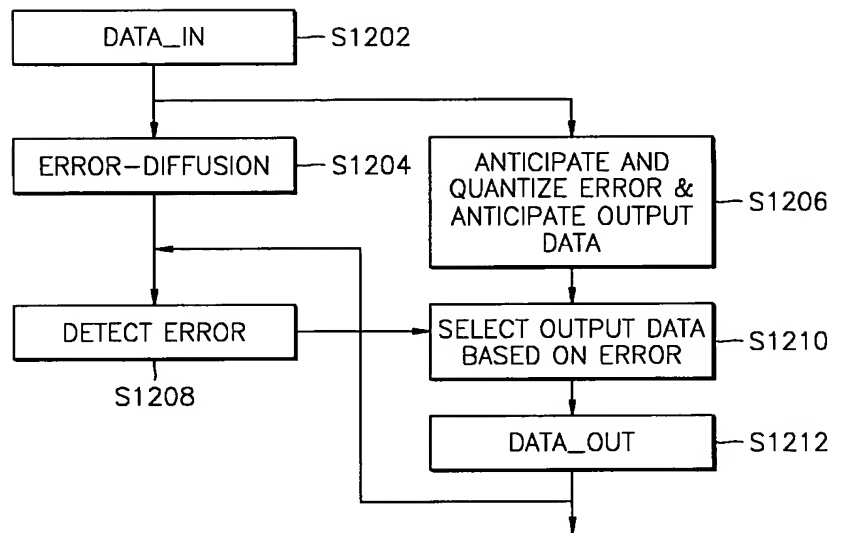 DATA_IN
S1202
ERROR-DIFFUSION
S1204
ANTICIPATE AND
QUANTIZE ERROR &
ANTICIPATE OUTPUT
DATA
S1206
DETECT ERROR
S1208
SELECT OUTPUT DATA
BASED ON ERROR
S1210
DATA_OUT
S1212